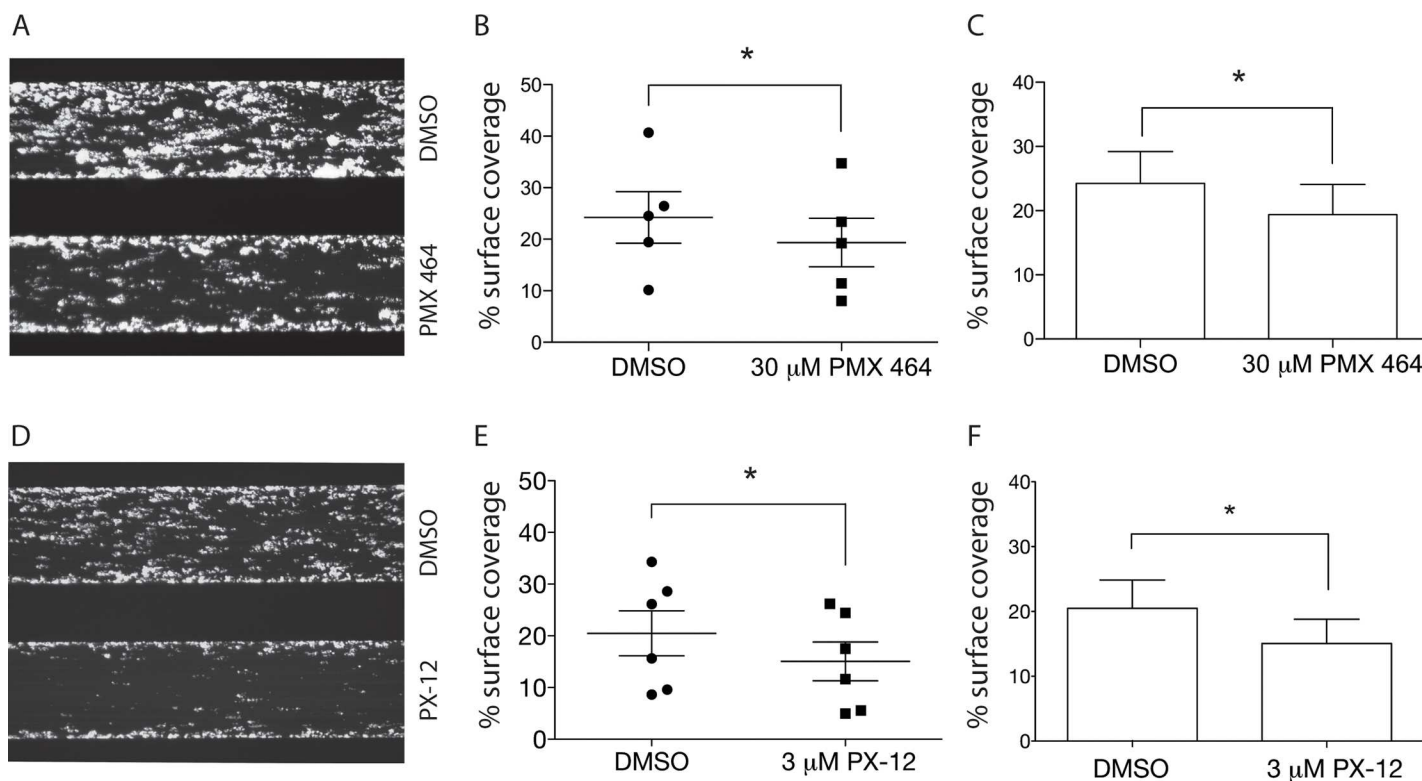 A
DMSO
PMX 464
B
*
% surface coverage
50
40
30
20
10
0
DMSO
30 μM PMX 464
C
*
% surface coverage
40
30
20
10
0
DMSO
30 μM PMX 464
D
DMSO
PX-12
E
*
% surface coverage
50
40
30
20
10
0
DMSO
3 μM PX-12
F
*
% surface coverage
40
30
20
10
0
DMSO
3 μM PX-12